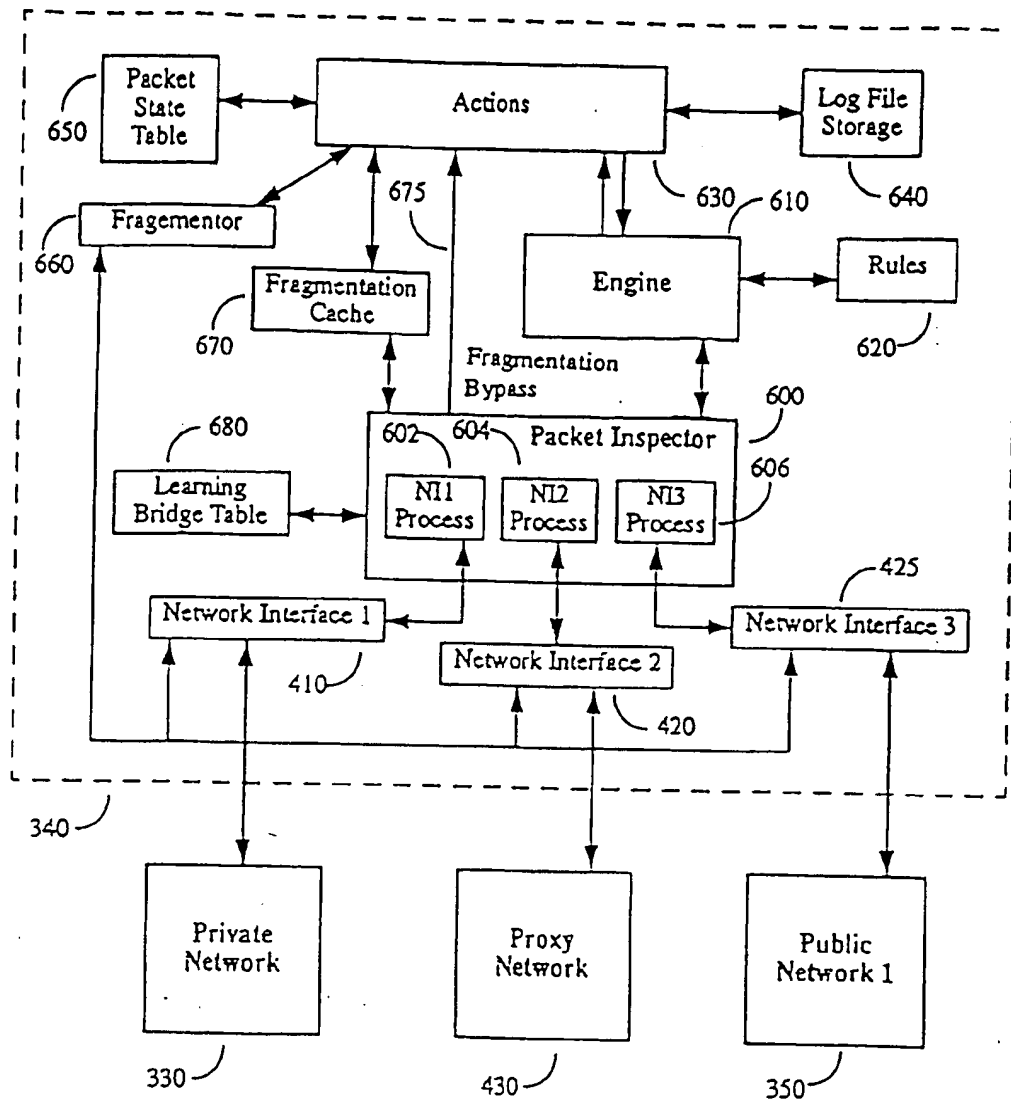 650
Packet
State
Table
Actions
Log File
Storage
675
630
640
610
Fragementor
660
Engine
Rules
620
Fragmentation
Cache
670
Fragmentation
Bypass
600
680
602
604
Packet Inspector
606
Learning
Bridge Table
NI1
Process
NI2
Process
NI3
Process
425
Network Interface 1
Network Interface 2
Network Interface 3
410
420
340
Private
Network
Proxy
Network
Public
Network 1
330
430
350